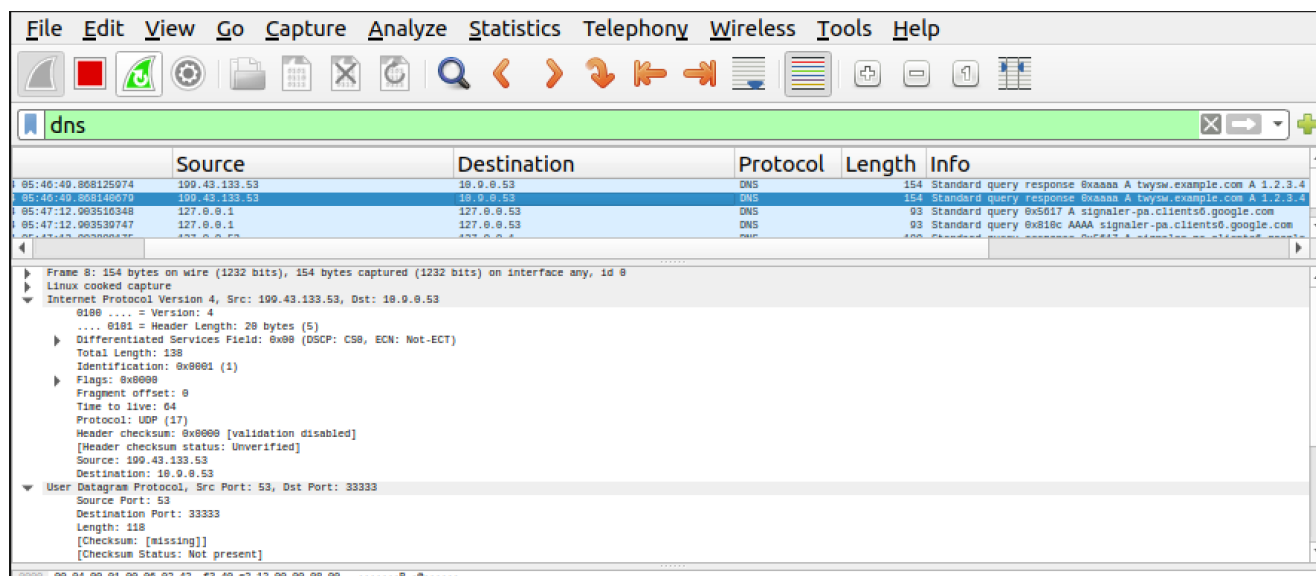 File Edit View Go Capture Analyze Statistics Telephony Wireless Tools Help
dns
Source Destination Protocol Length Info
05:46:49.868125974 199.43.133.53 10.9.0.53 DNS 154 Standard query response 0xaaaa A twysw.example.com A 1.2.3.4
05:46:49.868140679 199.43.133.53 10.9.0.53 DNS 154 Standard query response 0xaaaa A twysw.example.com A 1.2.3.4
05:47:12.903516348 127.0.0.1 127.0.0.53 DNS 93 Standard query 0x5617 A signaler-pa.clients6.google.com
05:47:12.903539747 127.0.0.1 127.0.0.53 DNS 93 Standard query 0x810c AAAA signaler-pa.clients6.google.com
Frame 8: 154 bytes on wire (1232 bits), 154 bytes captured (1232 bits) on interface any, id 0
Linux cooked capture
Internet Protocol Version 4, Src: 199.43.133.53, Dst: 10.9.0.53
0100 .... = Version: 4
.... 0101 = Header Length: 20 bytes (5)
Differentiated Services Field: 0x00 (DSCP: CS0, ECN: Not-ECT)
Total Length: 138
Identification: 0x0001 (1)
Flags: 0x0000
Fragment offset: 0
Time to live: 64
Protocol: UDP (17)
Header checksum: 0x0000 [validation disabled]
[Header checksum status: Unverified]
Source: 199.43.133.53
Destination: 10.9.0.53
User Datagram Protocol, Src Port: 53, Dst Port: 33333
Source Port: 53
Destination Port: 33333
Length: 118
[Checksum: [missing]]
[Checksum Status: Not present]